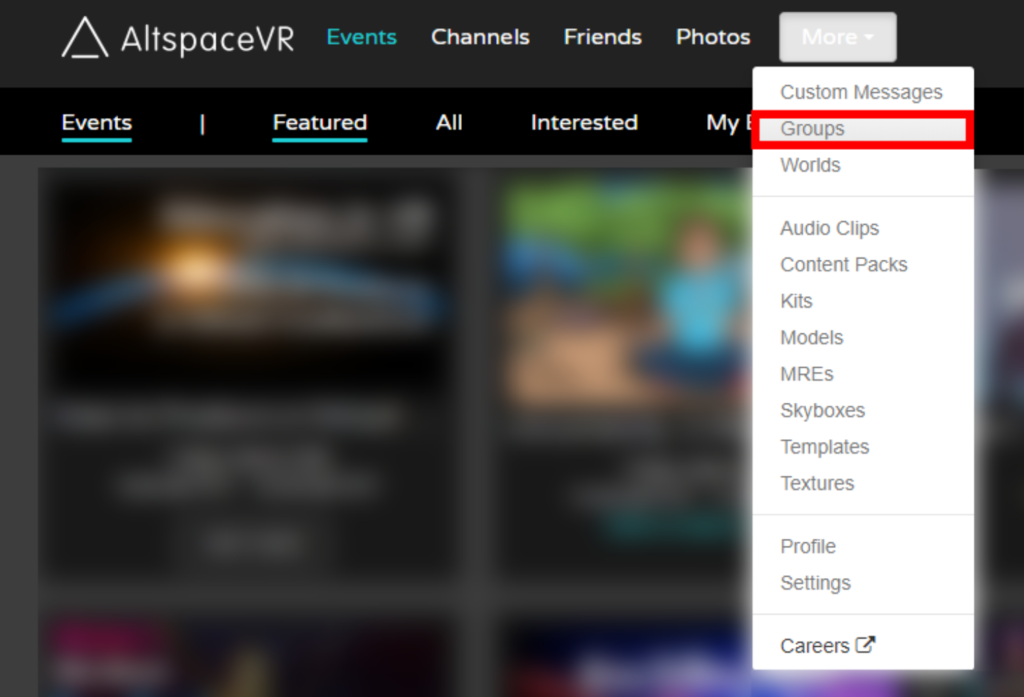 AltspaceVR Events Channels Friends Photos More
Events | Featured All Interested My
Custom Messages
Groups
Worlds
Audio Clips
Content Packs
Kits
Models
MREs
Skyboxes
Templates
Textures
Profile
Settings
Careers